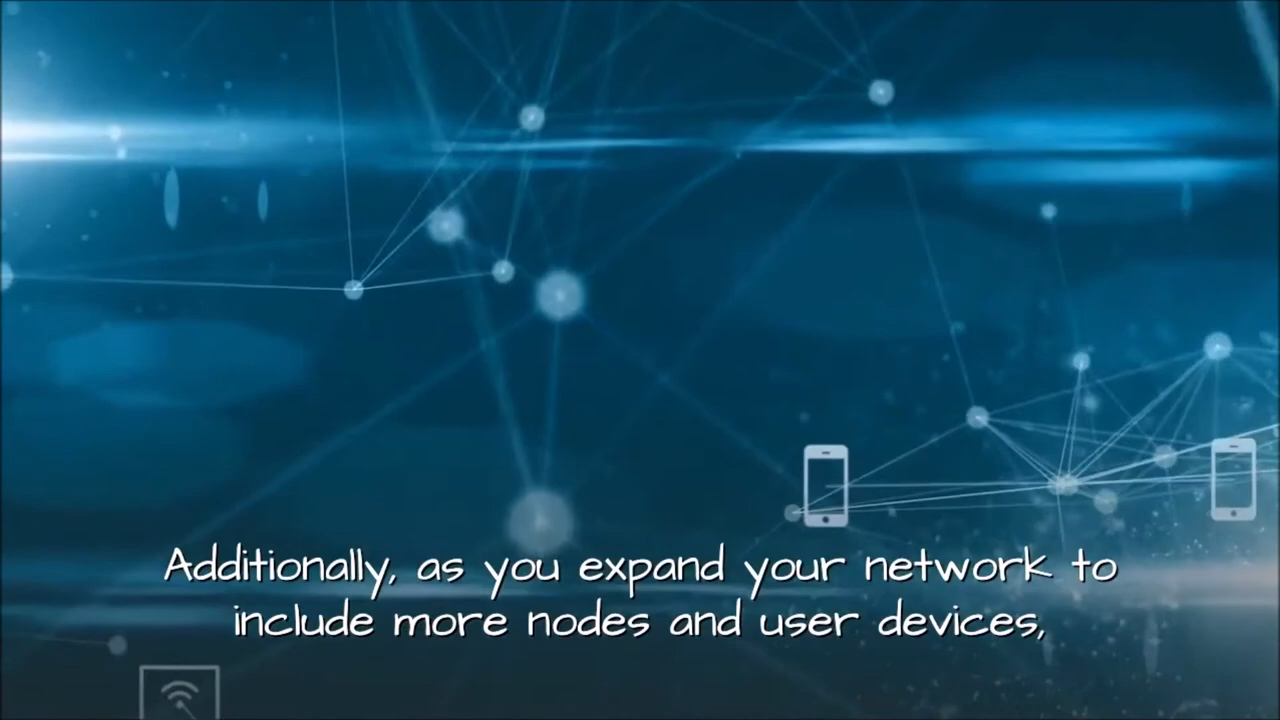 Additionally, as you expand your network to
include more nodes and user devices,